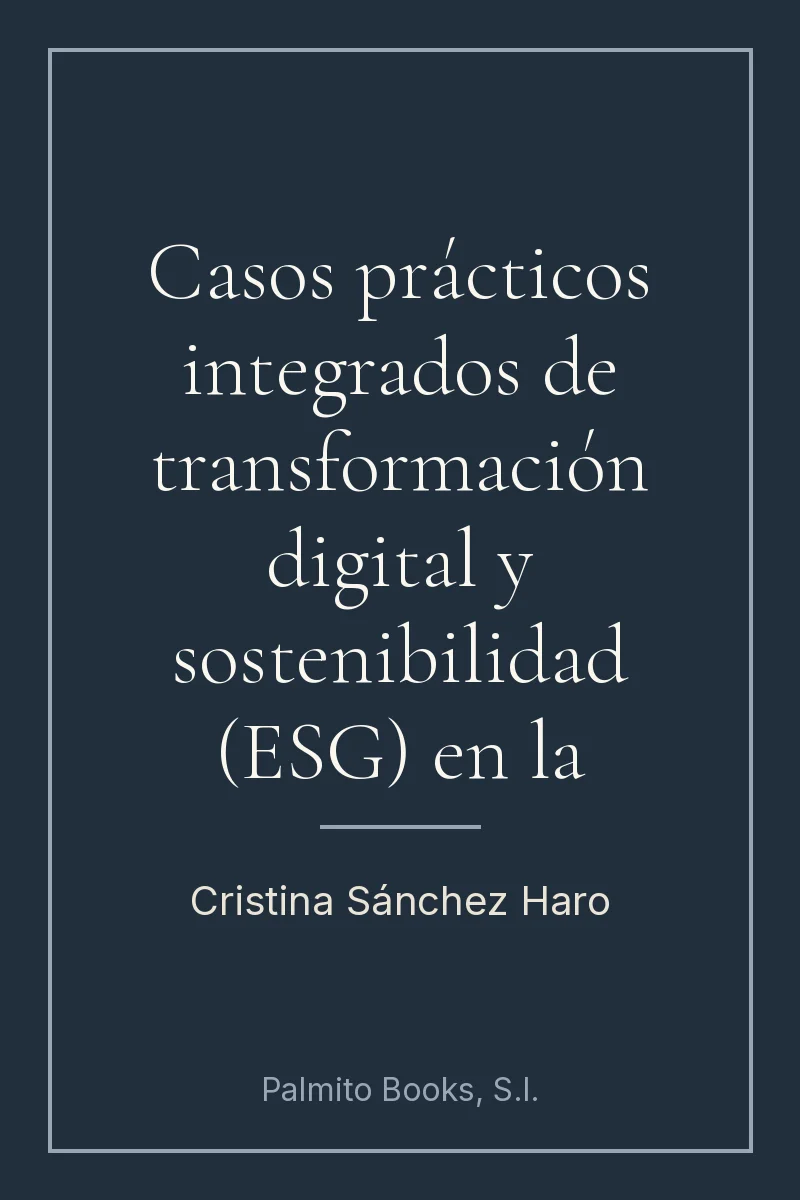 Casos prácticos
integrados de
transformación
digital y
sostenibilidad
(ESG) en la
Cristina Sánchez Haro
Palmito Books, S.l.